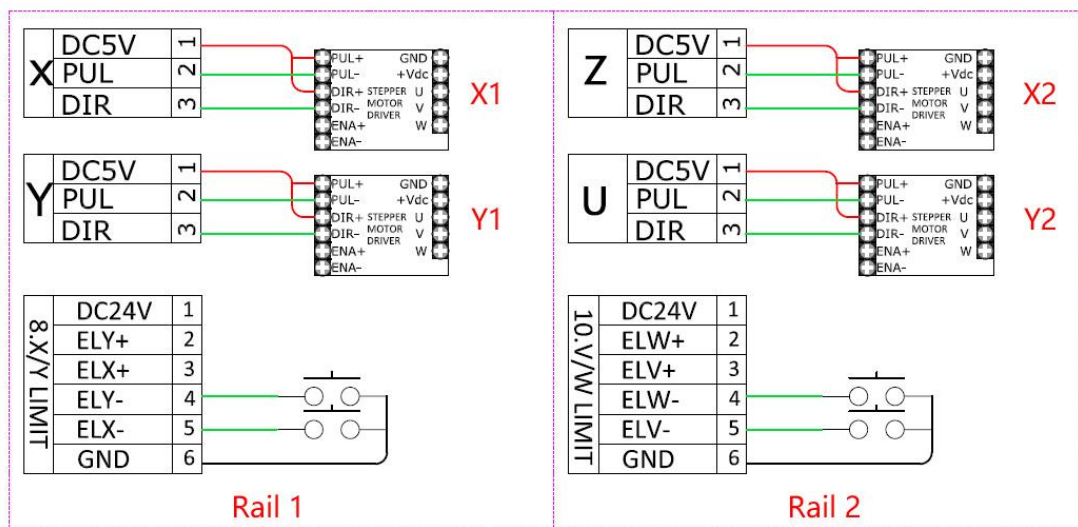 X
DC5V 1
PUL 2
DIR 3
PUL+ GND
PUL- +Vdc
DIR+ STEPPER U
DIR- MOTOR V
ENA+ DRIVER W
ENA-
X1
Y
DC5V 1
PUL 2
DIR 3
PUL+ GND
PUL- +Vdc
DIR+ STEPPER U
DIR- MOTOR V
ENA+ DRIVER W
ENA-
Y1
8.X/Y LIMIT
DC24V 1
ELY+ 2
ELX+ 3
ELY- 4
ELX- 5
GND 6
Rail 1
Z
DC5V 1
PUL 2
DIR 3
PUL+ GND
PUL- +Vdc
DIR+ STEPPER U
DIR- MOTOR V
ENA+ DRIVER W
ENA-
X2
U
DC5V 1
PUL 2
DIR 3
PUL+ GND
PUL- +Vdc
DIR+ STEPPER U
DIR- MOTOR V
ENA+ DRIVER W
ENA-
Y2
10.V/W LIMIT
DC24V 1
ELW+ 2
ELV+ 3
ELW- 4
ELV- 5
GND 6
Rail 2